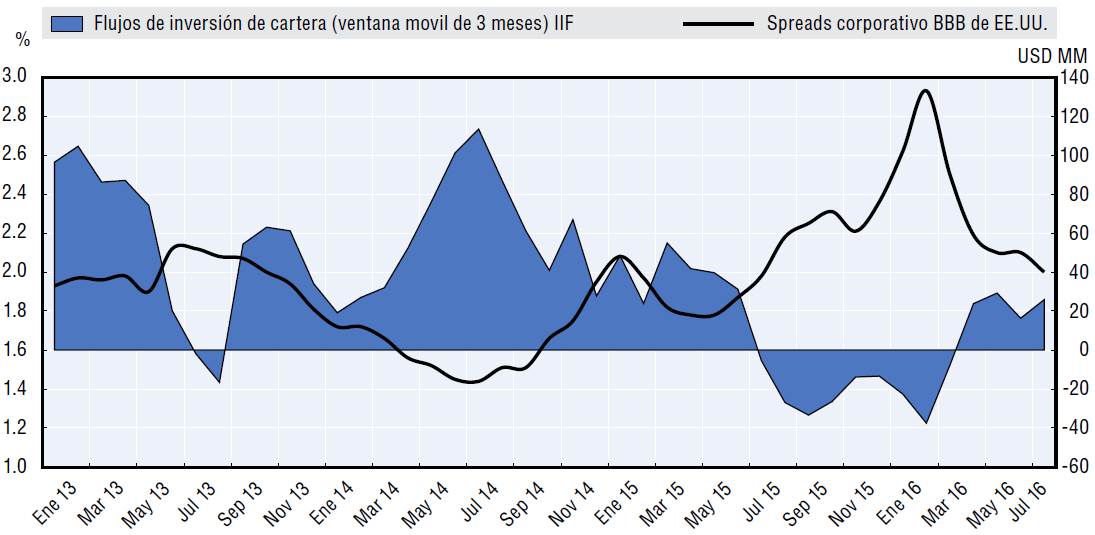 Flujos de inversión de cartera (ventana movil de 3 meses) IIF
Spreads corporativo BBB de EE.UU.
%
USD MM
3.0
2.8
2.6
2.4
2.2
2.0
1.8
1.6
1.4
1.2
1.0
140
120
100
80
60
40
20
0
-20
-40
-60
Ene 13
Mar 13
May 13
Jul 13
Sep 13
Nov 13
Ene 14
Mar 14
May 14
Jul 14
Sep 14
Nov 14
Ene 15
Mar 15
May 15
Jul 15
Sep 15
Nov 15
Ene 16
Mar 16
May 16
Jul 16